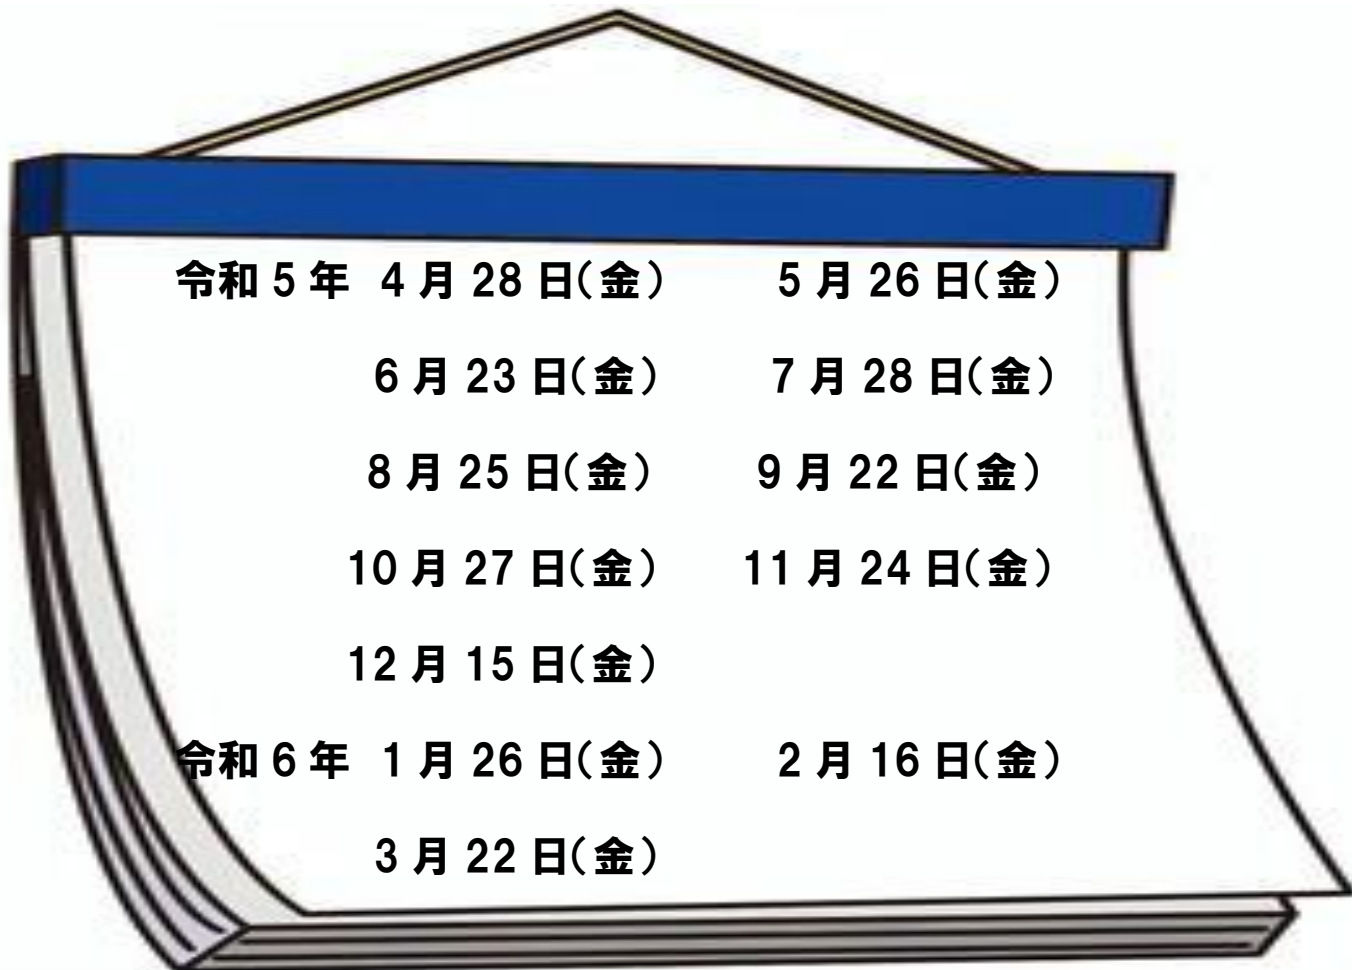 令和5年 4月28日(金) 5月26日(金)
6月23日(金) 7月28日(金)
8月25日(金) 9月22日(金)
10月27日(金) 11月24日(金)
12月15日(金)
令和6年 1月26日(金) 2月16日(金)
3月22日(金)